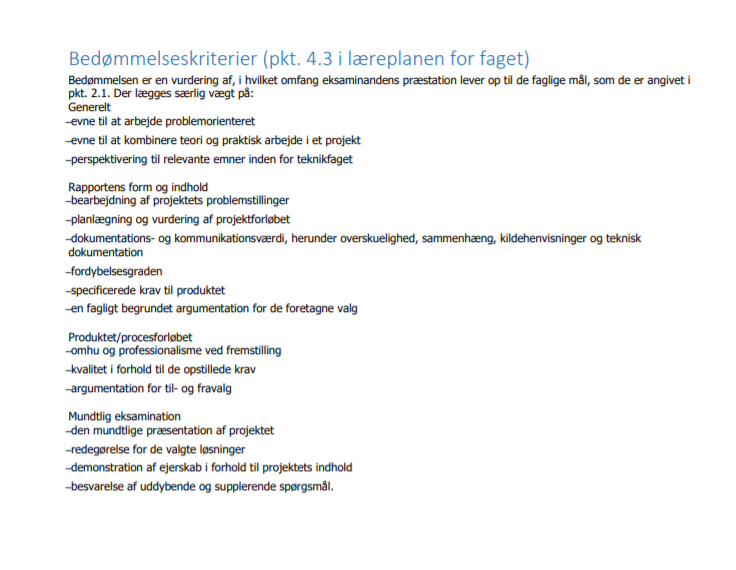 Bedømmelseskriterier (pkt. 4.3 i læreplanen for faget)
Bedømmelsen er en vurdering af, i hvilket omfang eksaminandens præstation lever op til de faglige mål, som de er angivet i
pkt. 2.1. Der lægges særlig vægt på:
Generelt
–evne til at arbejde problemorienteret
–evne til at kombinere teori og praktisk arbejde i et projekt
–perspektivering til relevante emner inden for teknikfaget
Rapportens form og indhold
–bearbejdning af projektets problemstillinger
–planlægning og vurdering af projektforløbet
–dokumentations- og kommunikationsværdi, herunder overskuelighed, sammenhæng, kildehenvisninger og teknisk
dokumentation
–fordybelsesgraden
–specificerede krav til produktet
–en fagligt begrundet argumentation for de foretagne valg
Produktet/procesforløbet
–omhu og professionalisme ved fremstilling
–kvalitet i forhold til de opstillede krav
–argumentation for til- og fravalg
Mundtlig eksamination
–den mundtlige præsentation af projektet
–redegørelse for de valgte løsninger
–demonstration af ejerskab i forhold til projektets indhold
–besvarelse af uddybende og supplerende spørgsmål.